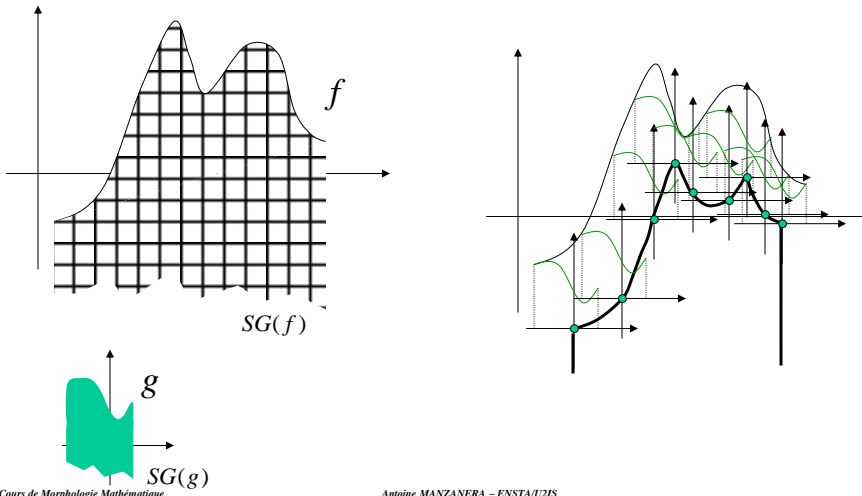 f
SG(f)
g
SG(g)
Cours de Morphologie Mathématique
Antoine MANZANERA – ENSTA/U2IS